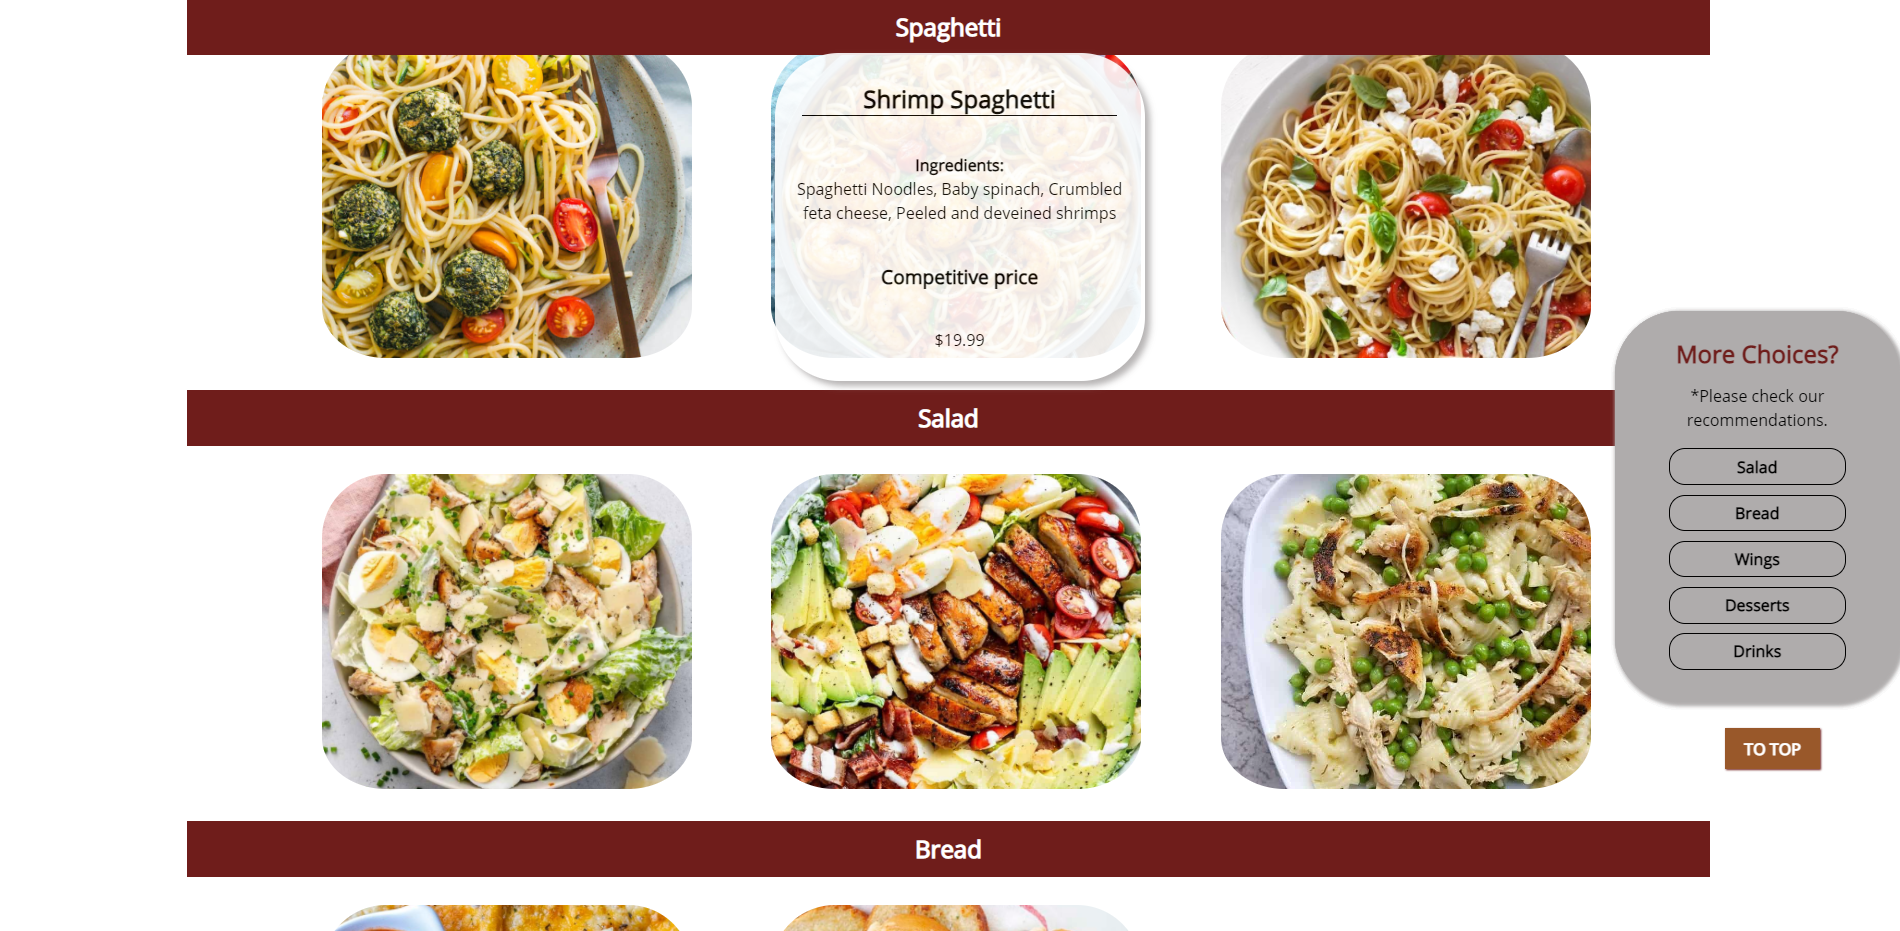 Spaghetti
Shrimp Spaghetti
Ingredients:
Spaghetti Noodles, Baby spinach, Crumbled
feta cheese, Peeled and deveined shrimps
Competitive price
$19.99
Salad
More Choices?
*Please check our
recommendations.
Salad
Bread
Wings
Desserts
Drinks
TO TOP
Bread